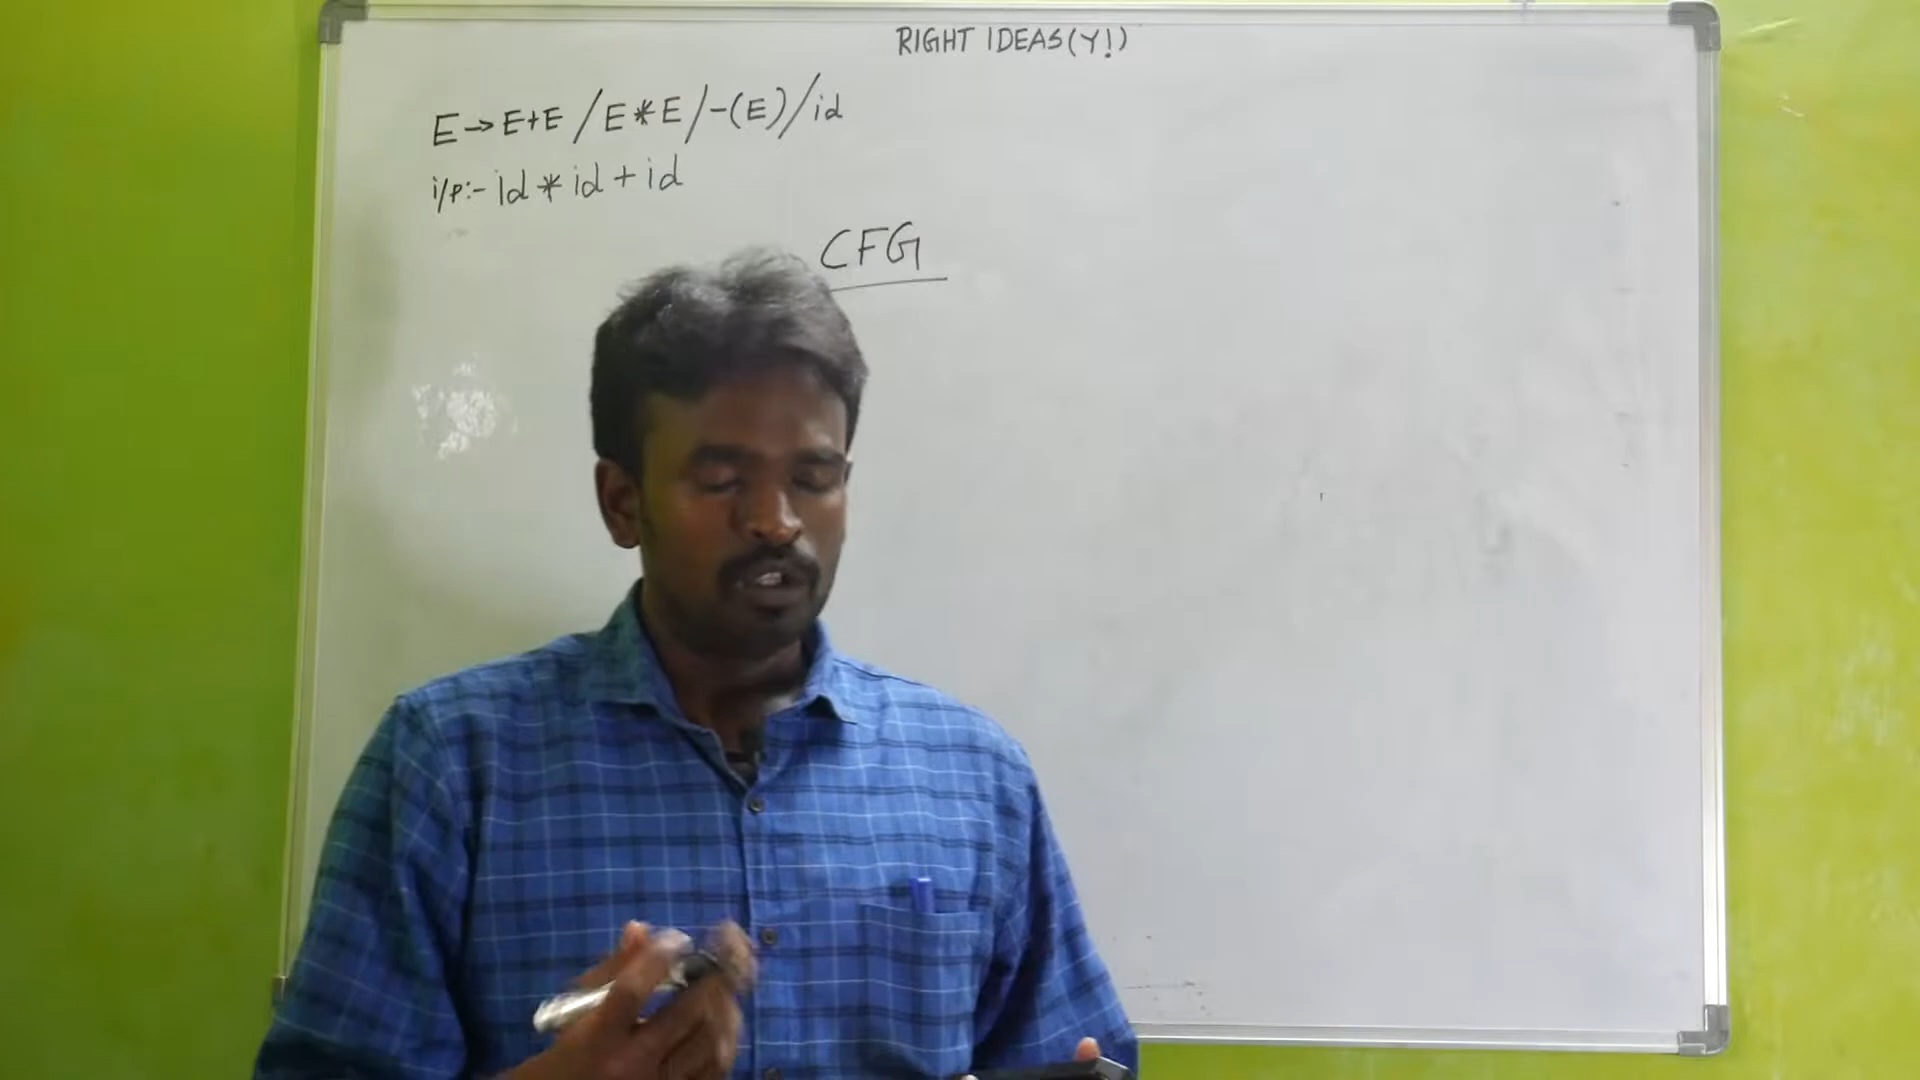 RIGHT IDEAS(Y!)
E→E+E/E*E/-(E)/id
i/p:- id*id+id
CFG